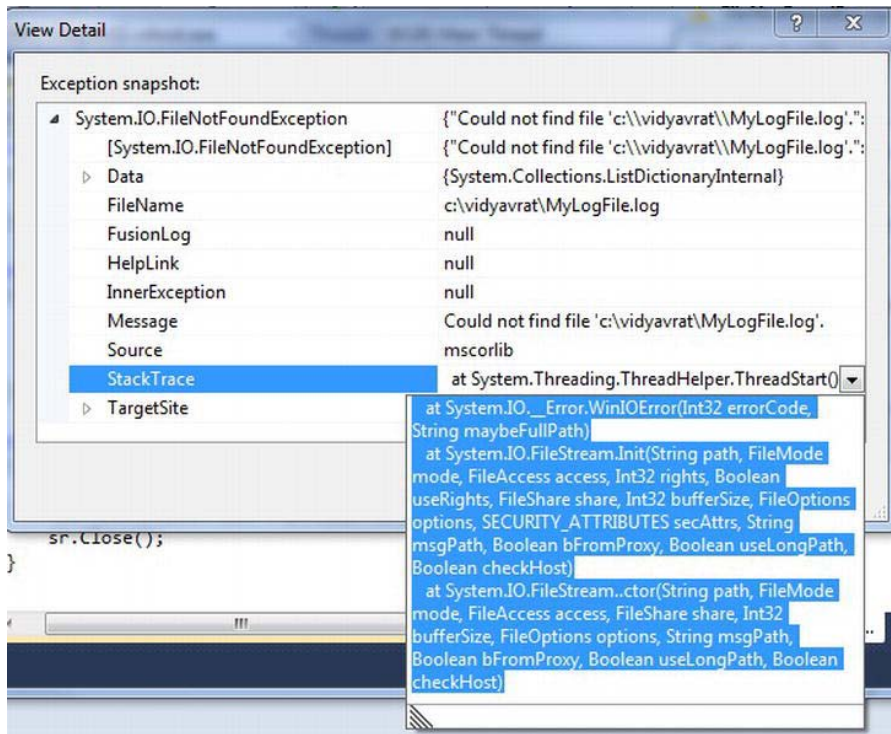 View Detail
Exception snapshot:
System.IO.FileNotFoundException {"Could not find file 'c:\\vidyavrat\\MyLogFile.log'.":
[System.IO.FileNotFoundException] {"Could not find file 'c:\\vidyavrat\\MyLogFile.log'.":
Data {System.Collections.ListDictionaryInternal}
FileName c:\vidyavrat\MyLogFile.log
FusionLog null
HelpLink null
InnerException null
Message Could not find file 'c:\vidyavrat\MyLogFile.log'.
Source mscorlib
StackTrace at System.Threading.ThreadHelper.ThreadStart()
TargetSite
at System.IO.__Error.WinIOError(Int32 errorCode,
String maybeFullPath)
at System.IO.FileStream.Init(String path, FileMode
mode, FileAccess access, Int32 rights, Boolean
useRights, FileShare share, Int32 bufferSize, FileOptions
options, SECURITY_ATTRIBUTES secAttrs, String
msgPath, Boolean bFromProxy, Boolean useLongPath,
Boolean checkHost)
at System.IO.FileStream..ctor(String path, FileMode
mode, FileAccess access, FileShare share, Int32
bufferSize, FileOptions options, String msgPath,
Boolean bFromProxy, Boolean useLongPath, Boolean
checkHost)
sr.Close();
}